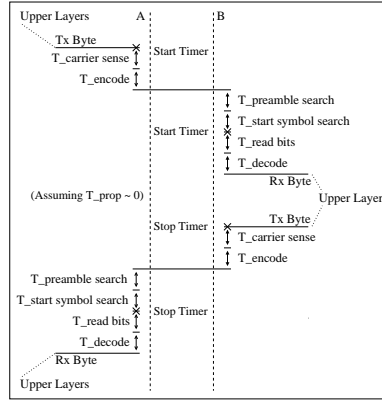 Upper Layers
A
B
Tx Byte
Start Timer
T_carrier sense
T_encode
T_preamble search
T_start symbol search
Start Timer
T_read bits
T_decode
Rx Byte
(Assuming T_prop ~ 0)
Upper Layer
Tx Byte
Stop Timer
T_carrier sense
T_encode
T_preamble search
T_start symbol search
Stop Timer
T_read bits
T_decode
Rx Byte
Upper Layers